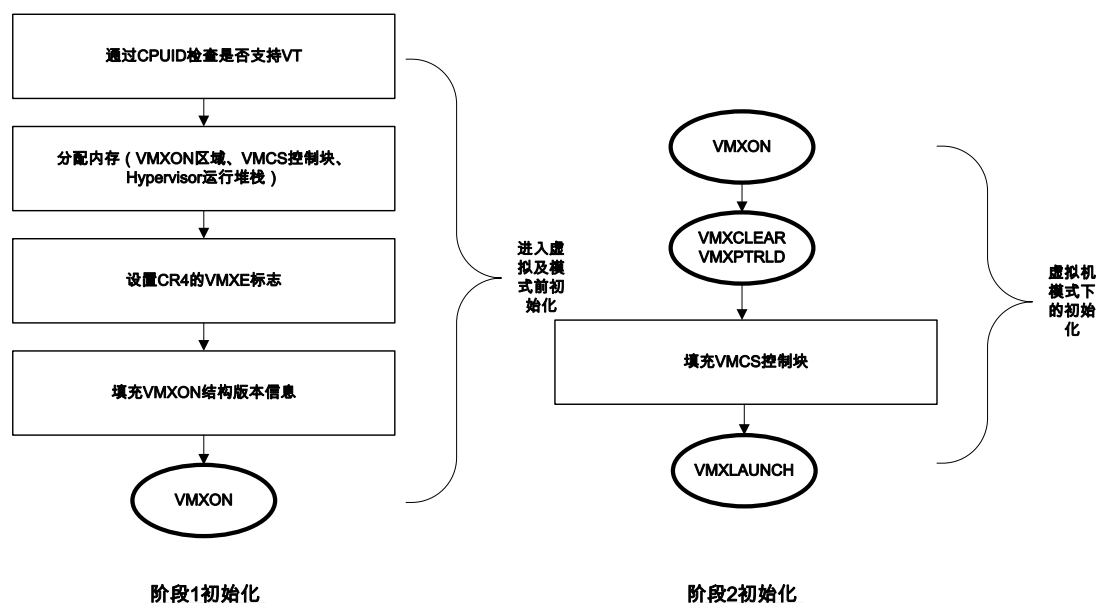 通过CPUID检查是否支持VT
分配内存（VMXON区域、VMCS控制块、
Hypervisor运行堆栈）
设置CR4的VMXE标志
填充VMXON结构版本信息
VMXON
进入虚
拟及模
式前初
始化
阶段1初始化
VMXON
VMXCLEAR
VMXPTRLD
填充VMCS控制块
VMXLAUNCH
虚拟机
模式下
的初始
化
阶段2初始化